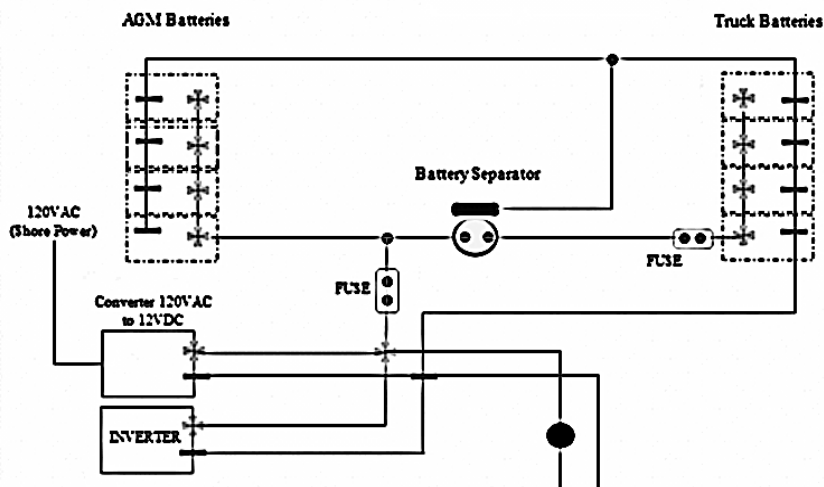 AGM Batteries
Truck Batteries
Battery Separator
120VAC
(Shore Power)
FUSE
FUSE
Converter 120VAC
to 12VDC
INVERTER